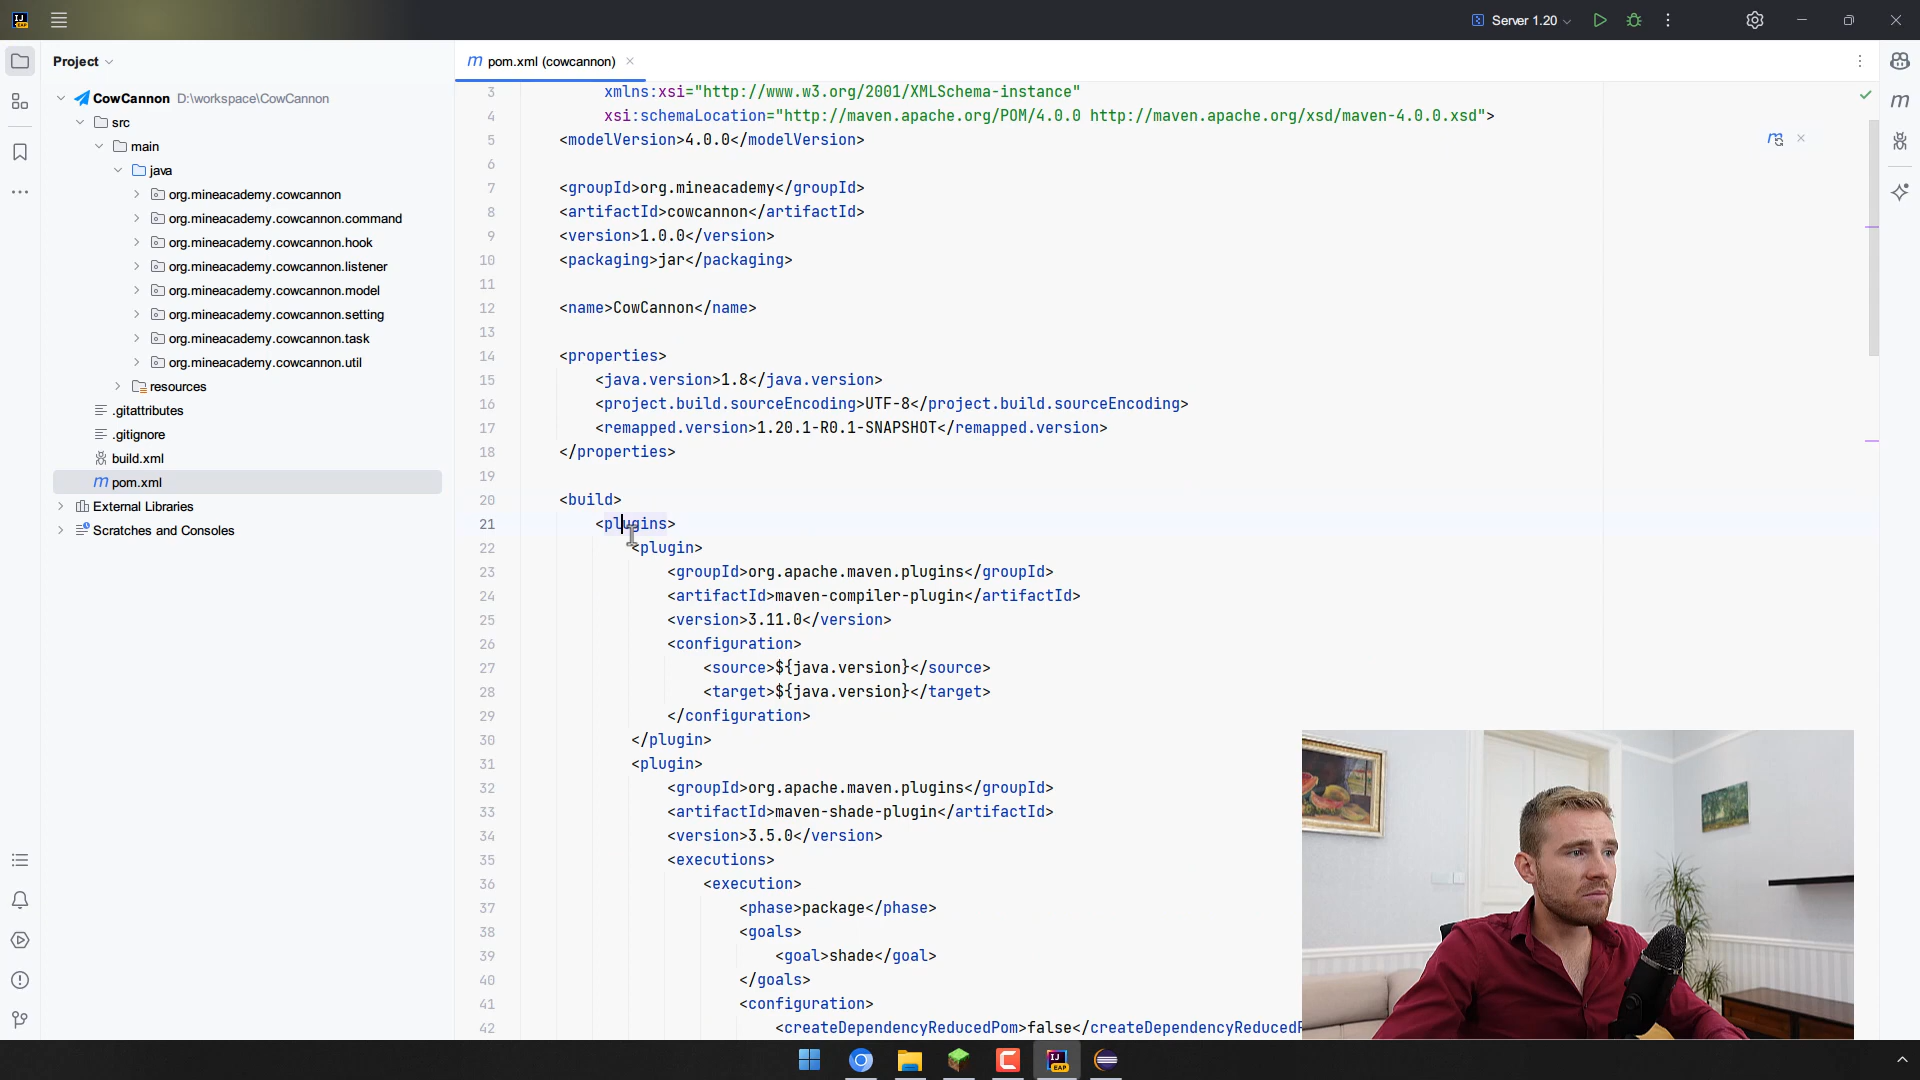 Server 1.20
Project
pom.xml (cowcannon)
CowCannon D:\workspace\CowCannon
src
main
java
org.mineacademy.cowcannon
org.mineacademy.cowcannon.command
org.mineacademy.cowcannon.hook
org.mineacademy.cowcannon.listener
org.mineacademy.cowcannon.model
org.mineacademy.cowcannon.setting
org.mineacademy.cowcannon.task
org.mineacademy.cowcannon.util
resources
.gitattributes
.gitignore
build.xml
pom.xml
External Libraries
Scratches and Consoles
3 xmlns:xsi="http://www.w3.org/2001/XMLSchema-instance"
4 xsi:schemaLocation="http://maven.apache.org/POM/4.0.0 http://maven.apache.org/xsd/maven-4.0.0.xsd">
5 <modelVersion>4.0.0</modelVersion>
6
7 <groupId>org.mineacademy</groupId>
8 <artifactId>cowcannon</artifactId>
9 <version>1.0.0</version>
10 <packaging>jar</packaging>
11
12 <name>CowCannon</name>
13
14 <properties>
15 <java.version>1.8</java.version>
16 <project.build.sourceEncoding>UTF-8</project.build.sourceEncoding>
17 <remapped.version>1.20.1-R0.1-SNAPSHOT</remapped.version>
18 </properties>
19
20 <build>
21 <plugins>
22 <plugin>
23 <groupId>org.apache.maven.plugins</groupId>
24 <artifactId>maven-compiler-plugin</artifactId>
25 <version>3.11.0</version>
26 <configuration>
27 <source>${java.version}</source>
28 <target>${java.version}</target>
29 </configuration>
30 </plugin>
31 <plugin>
32 <groupId>org.apache.maven.plugins</groupId>
33 <artifactId>maven-shade-plugin</artifactId>
34 <version>3.5.0</version>
35 <executions>
36 <execution>
37 <phase>package</phase>
38 <goals>
39 <goal>shade</goal>
40 </goals>
41 <configuration>
42 <createDependencyReducedPom>false</createDependencyReducedP